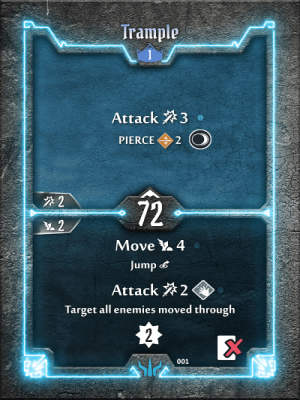 Trample
1
Attack 3
PIERCE 2
2
72
2
Move 4
Jump
Attack 2
Target all enemies moved through
2
001